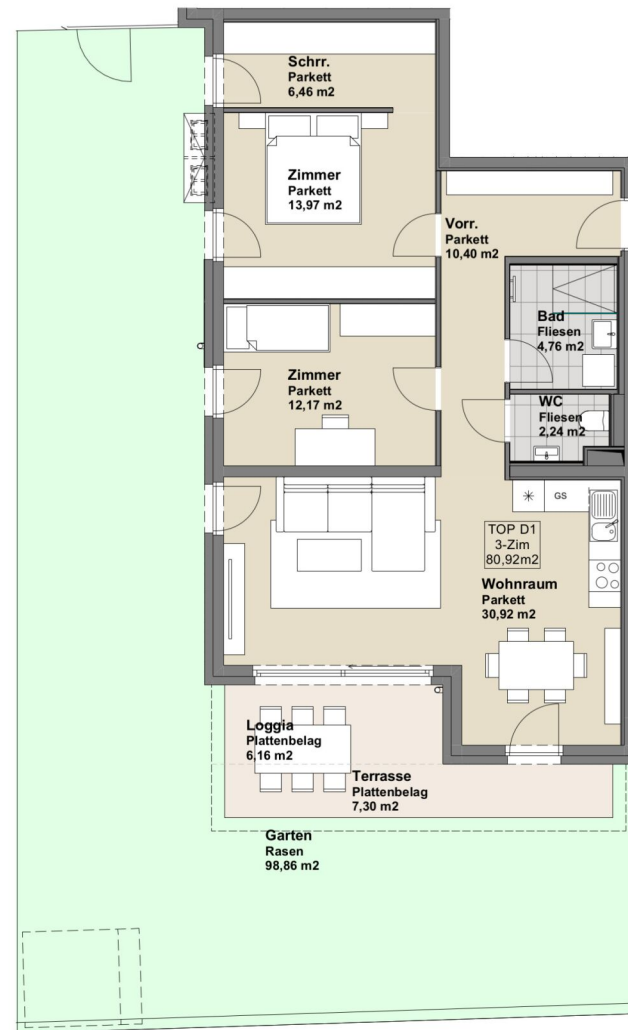 Schrr.
Parkett
6,46 m2
Zimmer
Parkett
13,97 m2
Vorr.
Parkett
10,40 m2
Bad
Fliesen
4,76 m2
Zimmer
Parkett
12,17 m2
WC
Fliesen
2,24 m2
GS
TOP D1
3-Zim
80,92m2
Wohnraum
Parkett
30,92 m2
Loggia
Plattenbelag
6,16 m2
Terrasse
Plattenbelag
7,30 m2
Garten
Rasen
98,86 m2